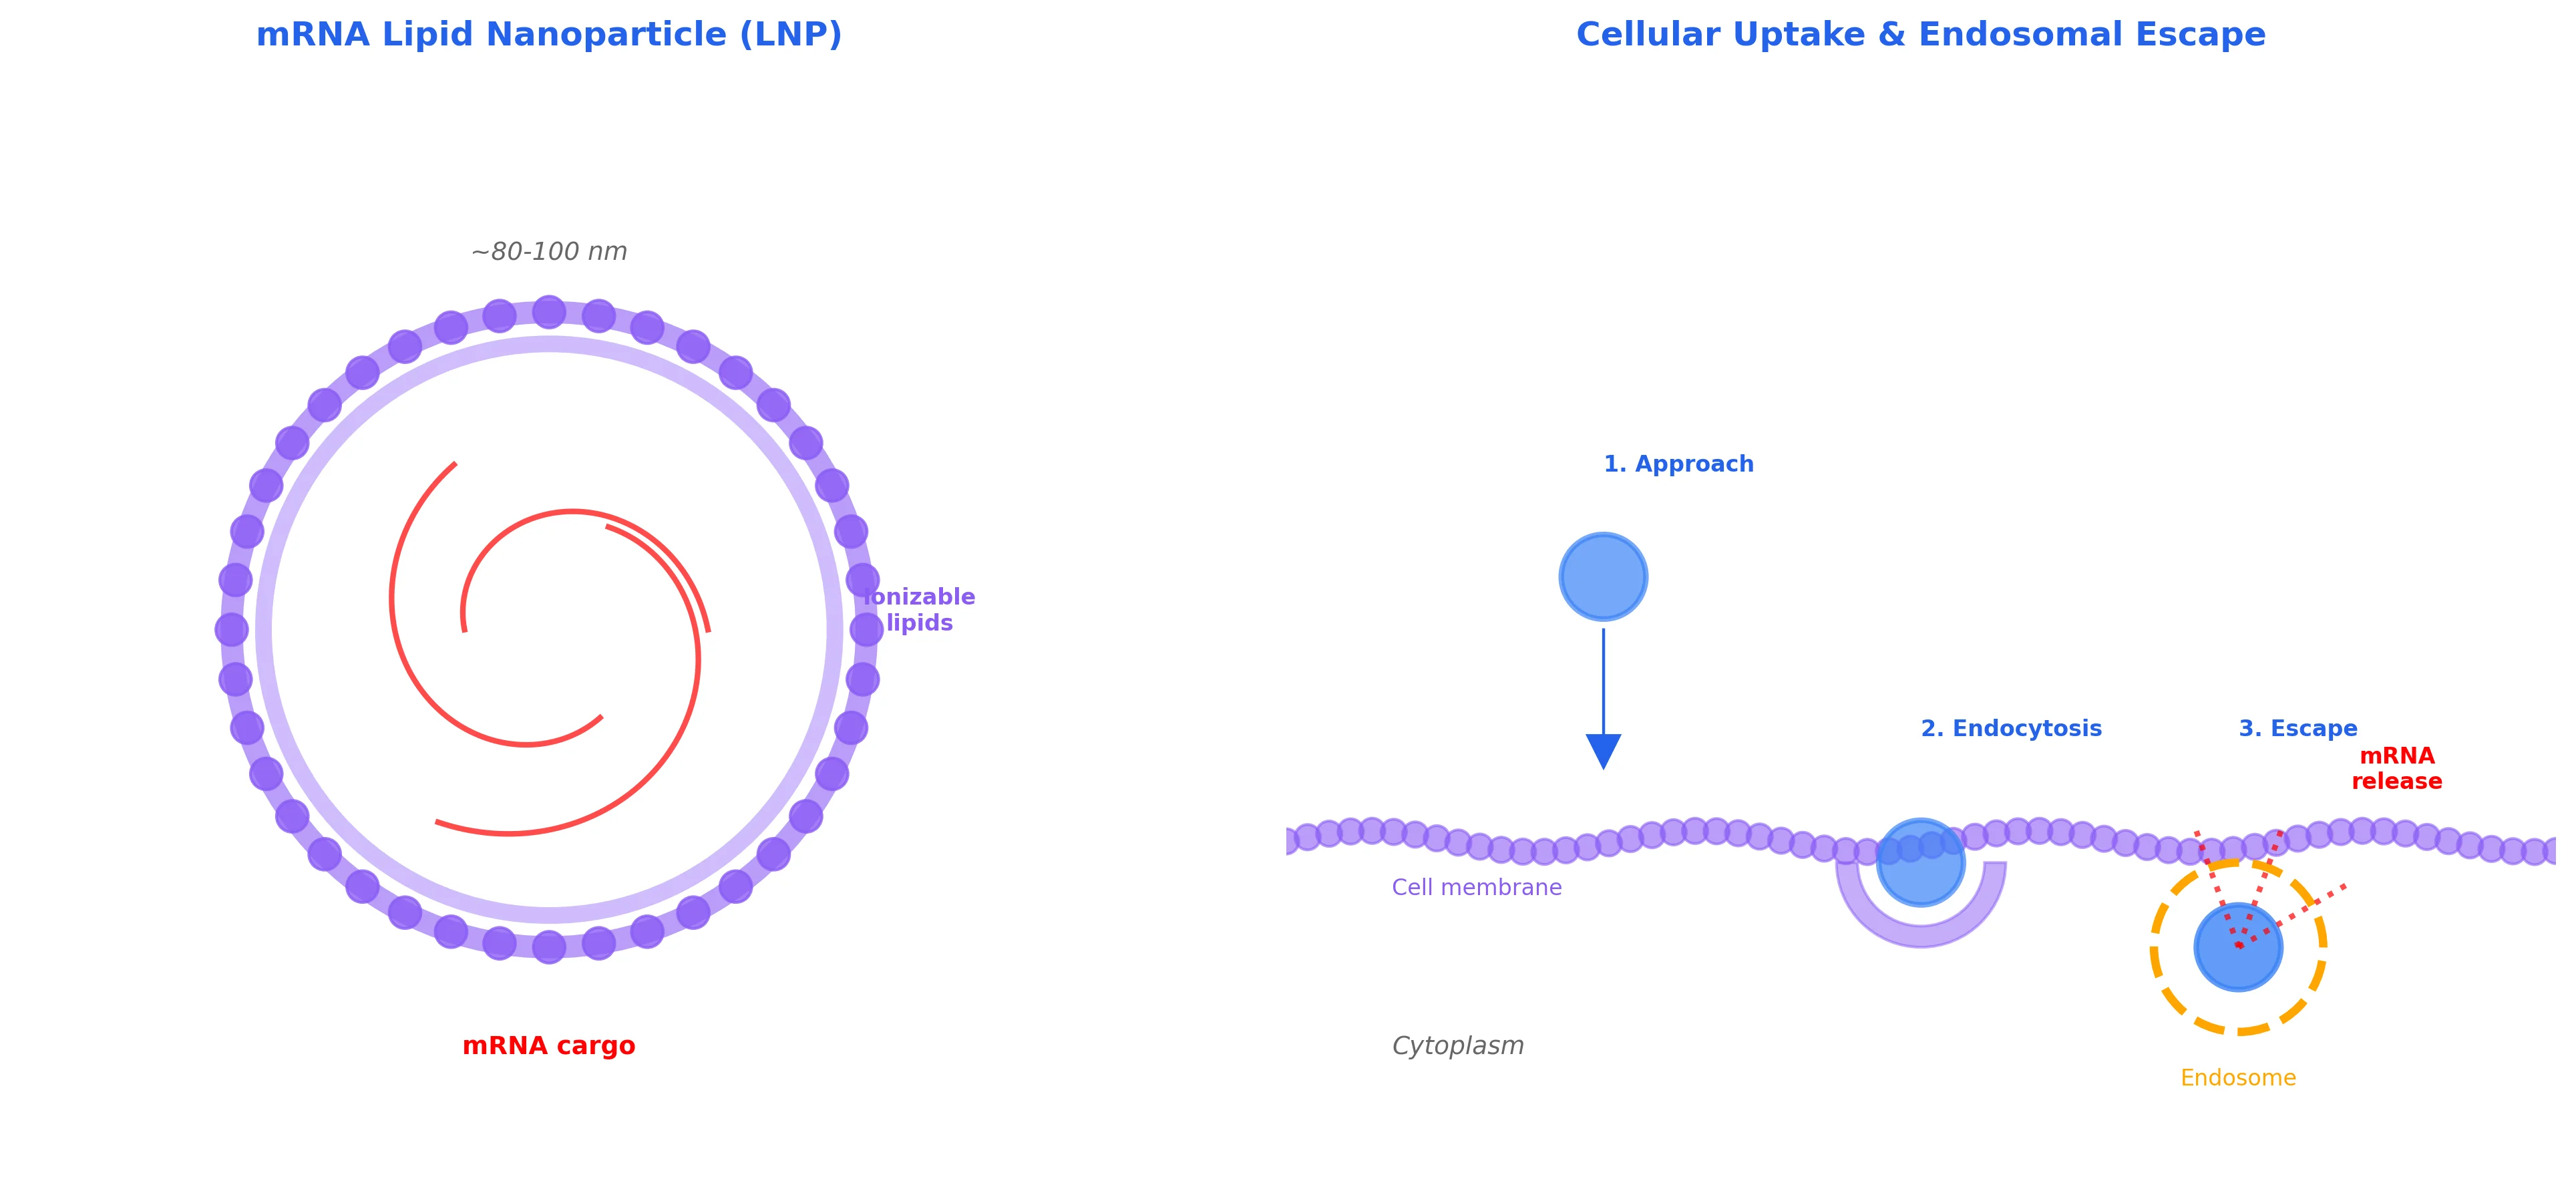 mRNA Lipid Nanoparticle (LNP)
~80-100 nm
Ionizable
lipids
mRNA cargo
Cellular Uptake & Endosomal Escape
1. Approach
2. Endocytosis
3. Escape
mRNA
release
Cell membrane
Cytoplasm
Endosome